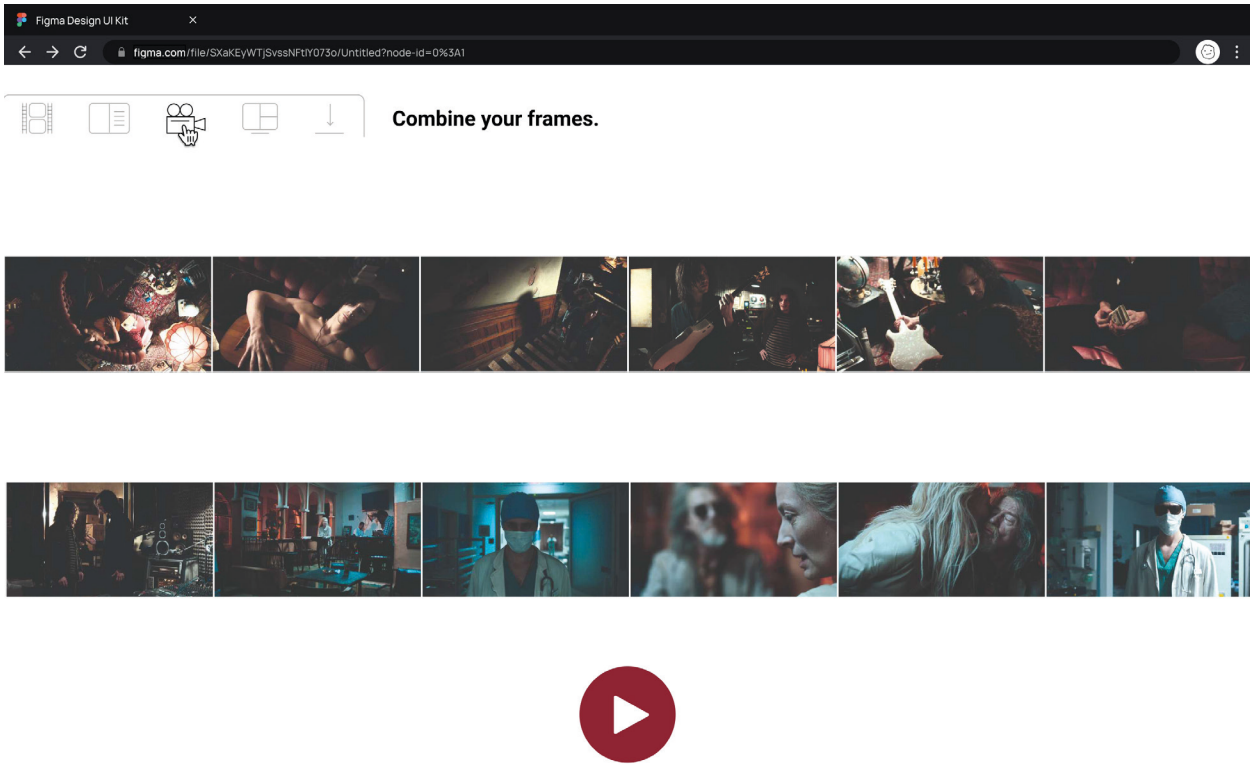 Figma Design UI Kit
figma.com/file/SXaKEyWTjSvssNFtlY073o/Untitled?node-id=0%3A1
Combine your frames.